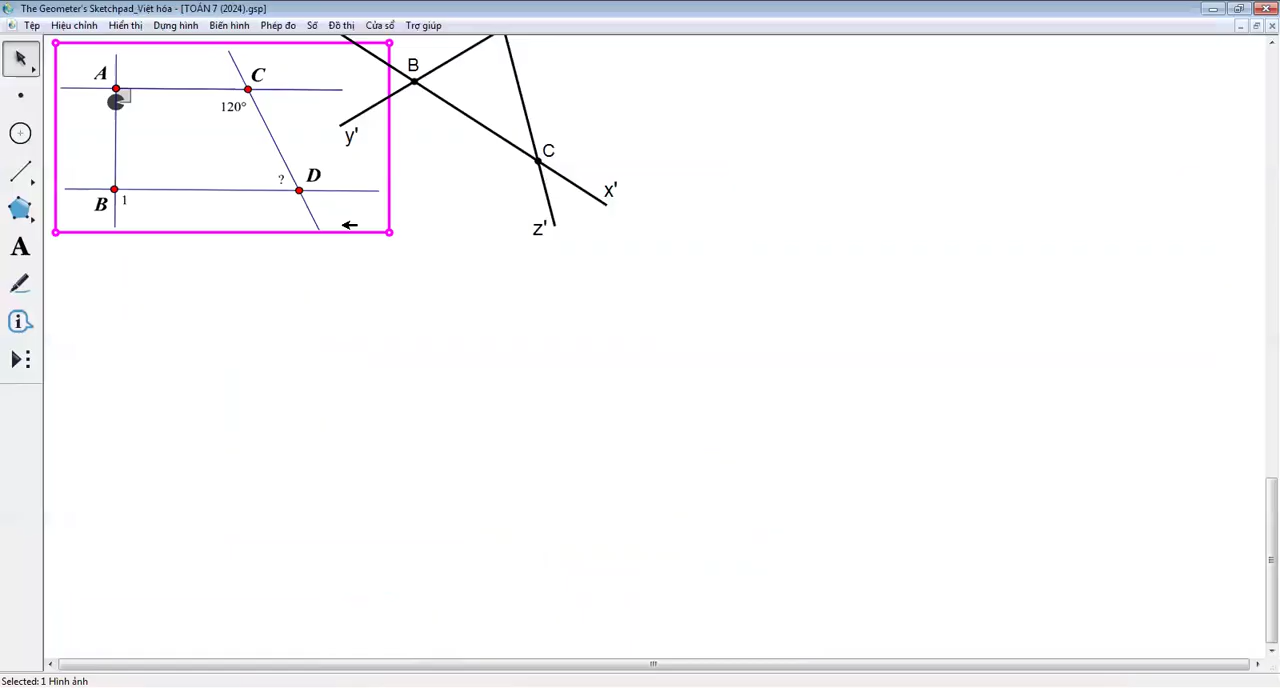 The Geometer's Sketchpad_Việt hóa - [TOÁN 7 (2024).gsp]
Tệp Hiệu chỉnh Hiển thị Dựng hình Biến hình Phép đo Số Đồ thị Cửa sổ Trợ giúp
A C
120°
? D
B 1
B
y'
C
x'
z'
A
Selected: 1 Hình ảnh